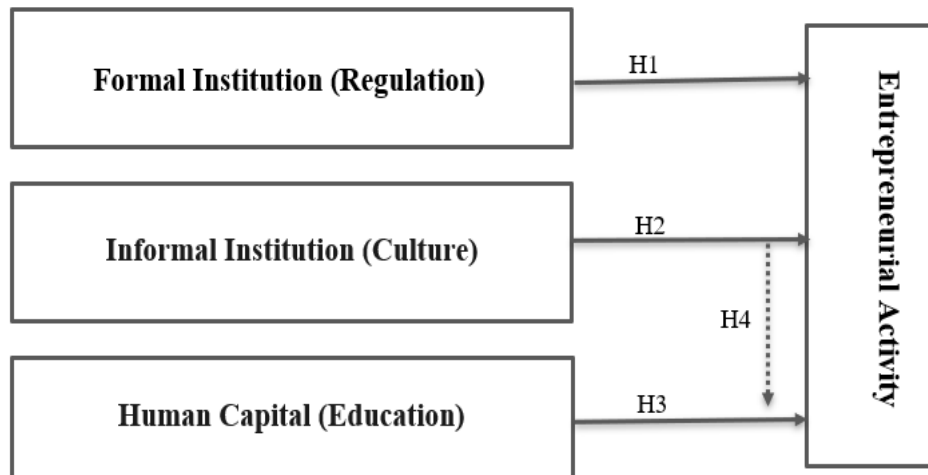 Formal Institution (Regulation)
H1
Informal Institution (Culture)
H2
H4
Human Capital (Education)
H3
Entrepreneurial Activity